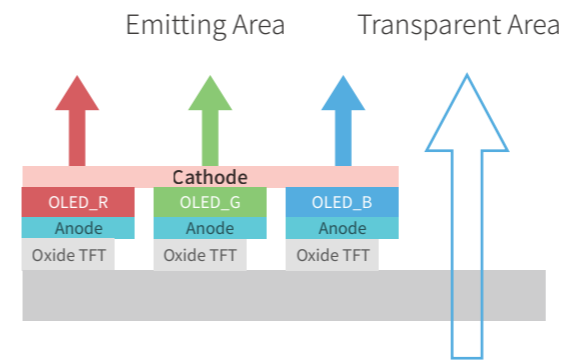 Emitting Area Transparent Area
Cathode
OLED_R OLED_G OLED_B
Anode Anode Anode
Oxide TFT Oxide TFT Oxide TFT